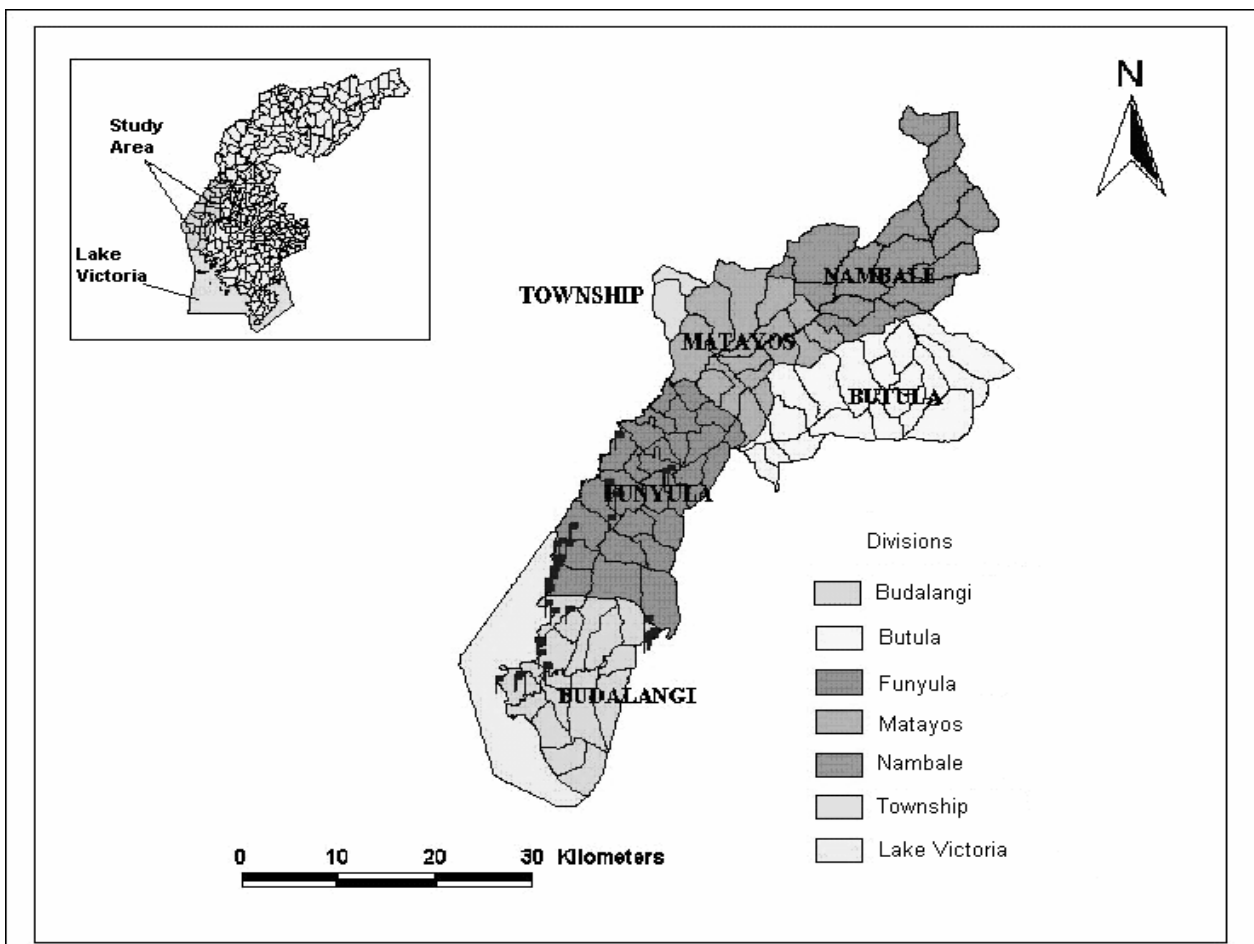 Study
Area
Lake
Victoria
N
NAMBALE
TOWNSHIP
MATAYOS
BUTULA
FUNYULA
BUDALANGI
Divisions
Budalangi
Butula
Funyula
Matayos
Nambale
Township
Lake Victoria
0 10 20 30 Kilometers